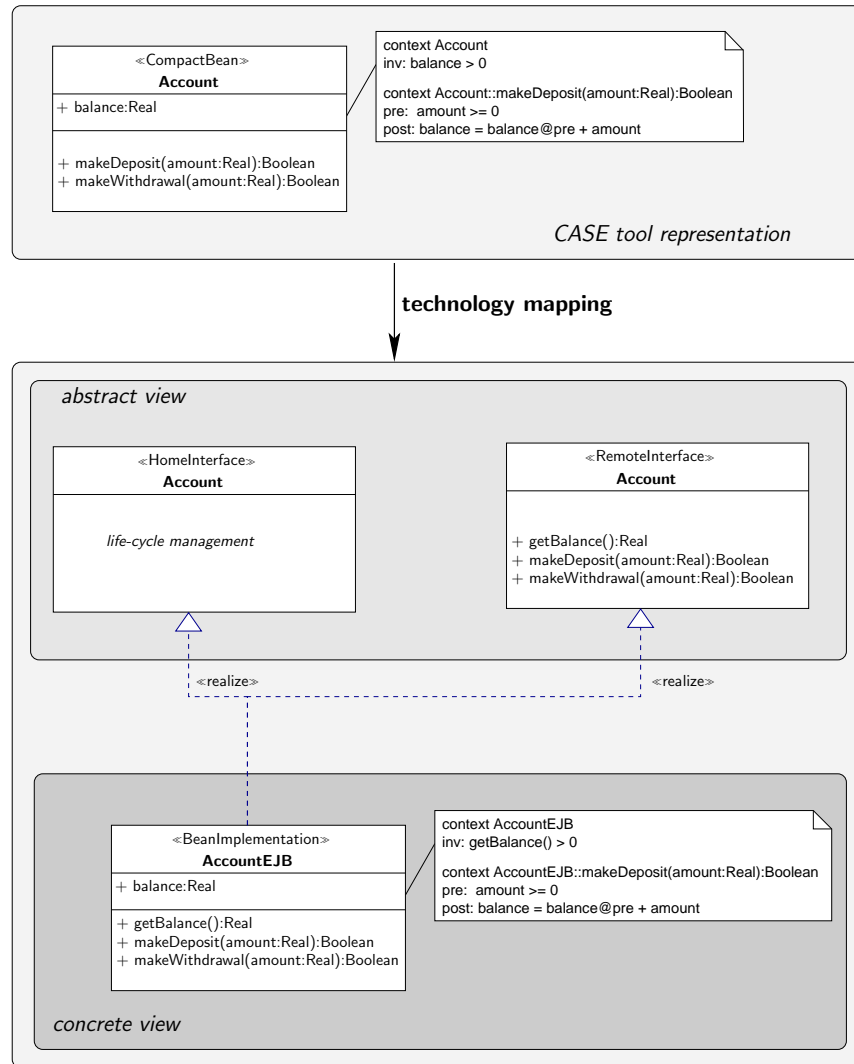 ≪CompactBean≫
Account
+ balance:Real
+ makeDeposit(amount:Real):Boolean
+ makeWithdrawal(amount:Real):Boolean
context Account
inv: balance > 0
context Account::makeDeposit(amount:Real):Boolean
pre: amount >= 0
post: balance = balance@pre + amount
CASE tool representation
technology mapping
abstract view
≪HomeInterface≫
Account
life-cycle management
≪RemoteInterface≫
Account
+ getBalance():Real
+ makeDeposit(amount:Real):Boolean
+ makeWithdrawal(amount:Real):Boolean
≪realize≫
≪realize≫
≪BeanImplementation≫
AccountEJB
+ balance:Real
+ getBalance():Real
+ makeDeposit(amount:Real):Boolean
+ makeWithdrawal(amount:Real):Boolean
context AccountEJB
inv: getBalance() > 0
context AccountEJB::makeDeposit(amount:Real):Boolean
pre: amount >= 0
post: balance = balance@pre + amount
concrete view